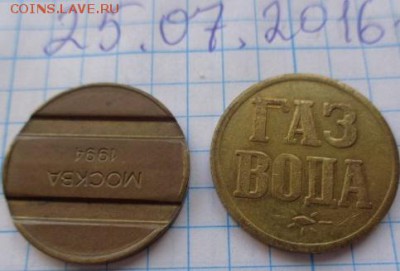 COINS.LAVE.RU
25.07.2016
МОСКВА
1994
ГАЗ
ВОДА